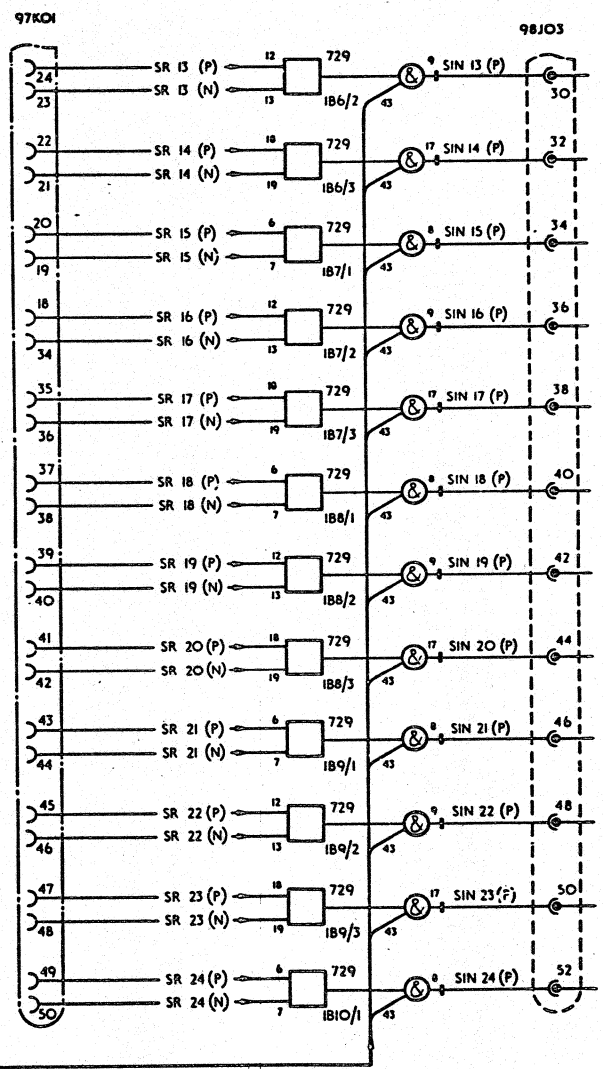 97K01
98J03
24 SR 13 (P) 12 729 & 9 SIN 13 (P) 30
23 SR 13 (N) 13 1B6/2 43
22 SR 14 (P) 18 729 & 17 SIN 14 (P) 32
21 SR 14 (N) 19 1B6/3 43
20 SR 15 (P) 6 729 & 8 SIN 15 (P) 34
19 SR 15 (N) 7 1B7/1 43
18 SR 16 (P) 12 729 & 9 SIN 16 (P) 36
34 SR 16 (N) 13 1B7/2 43
35 SR 17 (P) 18 729 & 17 SIN 17 (P) 38
36 SR 17 (N) 19 1B7/3 43
37 SR 18 (P) 6 729 & 8 SIN 18 (P) 40
38 SR 18 (N) 7 1B8/1 43
39 SR 19 (P) 12 729 & 9 SIN 19 (P) 42
40 SR 19 (N) 13 1B8/2 43
41 SR 20 (P) 18 729 & 17 SIN 20 (P) 44
42 SR 20 (N) 19 1B8/3 43
43 SR 21 (P) 6 729 & 8 SIN 21 (P) 46
44 SR 21 (N) 7 1B9/1 43
45 SR 22 (P) 12 729 & 9 SIN 22 (P) 48
46 SR 22 (N) 13 1B9/2 43
47 SR 23 (P) 18 729 & 17 SIN 23 (P) 50
48 SR 23 (N) 19 1B9/3 43
49 SR 24 (P) 6 729 & 8 SIN 24 (P) 52
50 SR 24 (N) 7 1B10/1 43